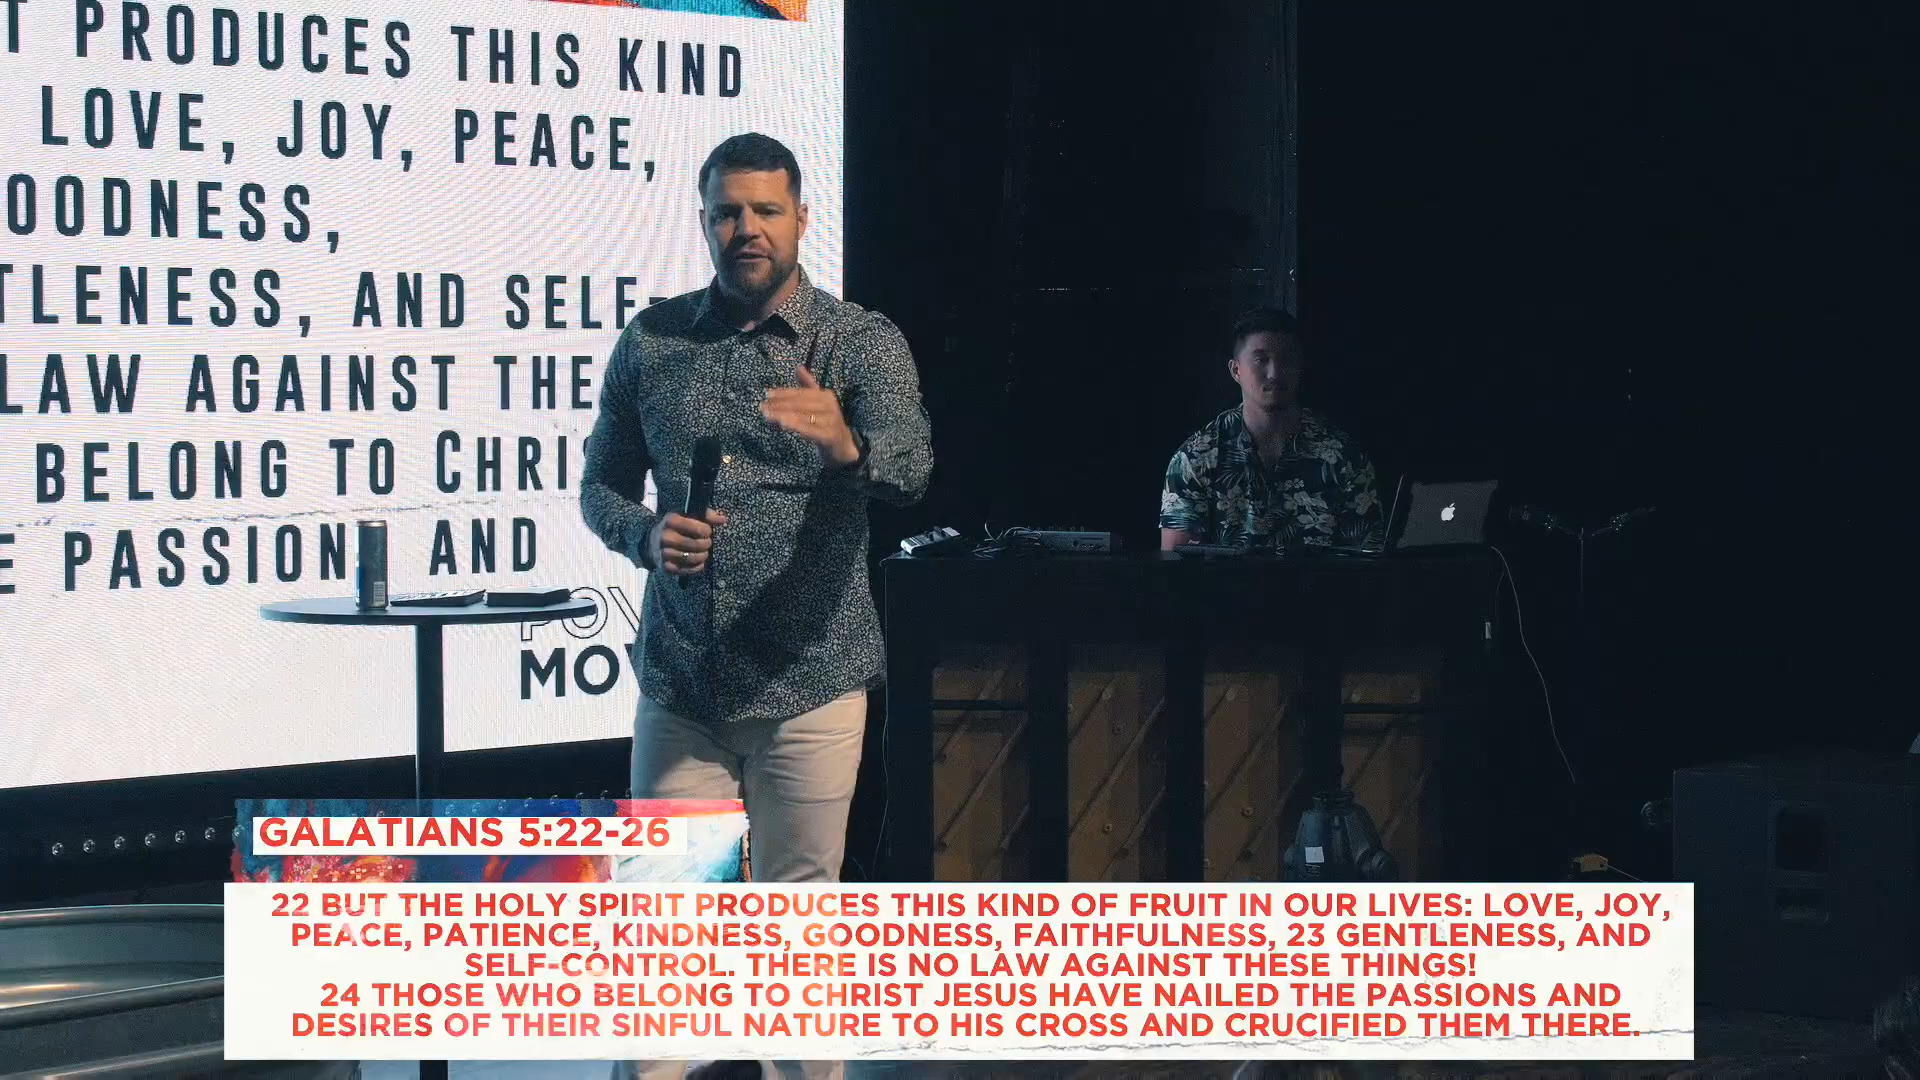 T PRODUCES THIS KIND
LOVE, JOY, PEACE,
OODNESS,
TLENESS, AND SELF-
LAW AGAINST THE
BELONG TO CHRIS
E PASSION AND
POV
MOV
GALATIANS 5:22-26
22 BUT THE HOLY SPIRIT PRODUCES THIS KIND OF FRUIT IN OUR LIVES: LOVE, JOY,
PEACE, PATIENCE, KINDNESS, GOODNESS, FAITHFULNESS, 23 GENTLENESS, AND
SELF-CONTROL. THERE IS NO LAW AGAINST THESE THINGS!
24 THOSE WHO BELONG TO CHRIST JESUS HAVE NAILED THE PASSIONS AND
DESIRES OF THEIR SINFUL NATURE TO HIS CROSS AND CRUCIFIED THEM THERE.